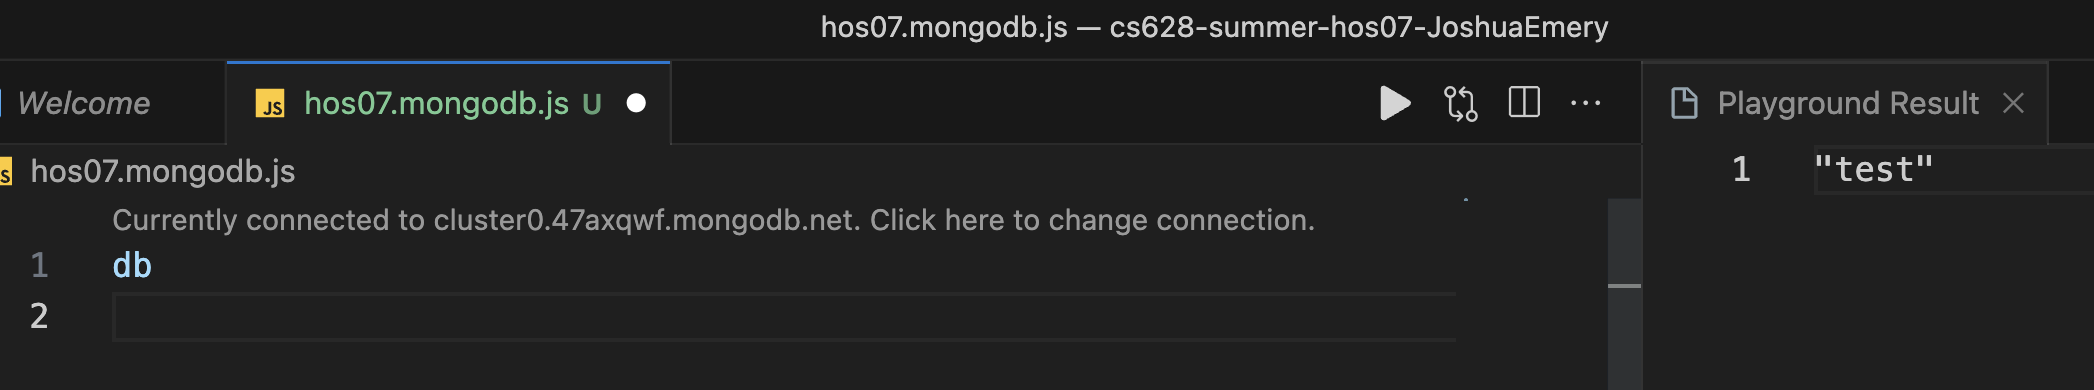 hos07.mongodb.js — cs628-summer-hos07-JoshuaEmery
Welcome
JS hos07.mongodb.js U
Playground Result
hos07.mongodb.js
Currently connected to cluster0.47axqwf.mongodb.net. Click here to change connection.
1 db
2
1 "test"